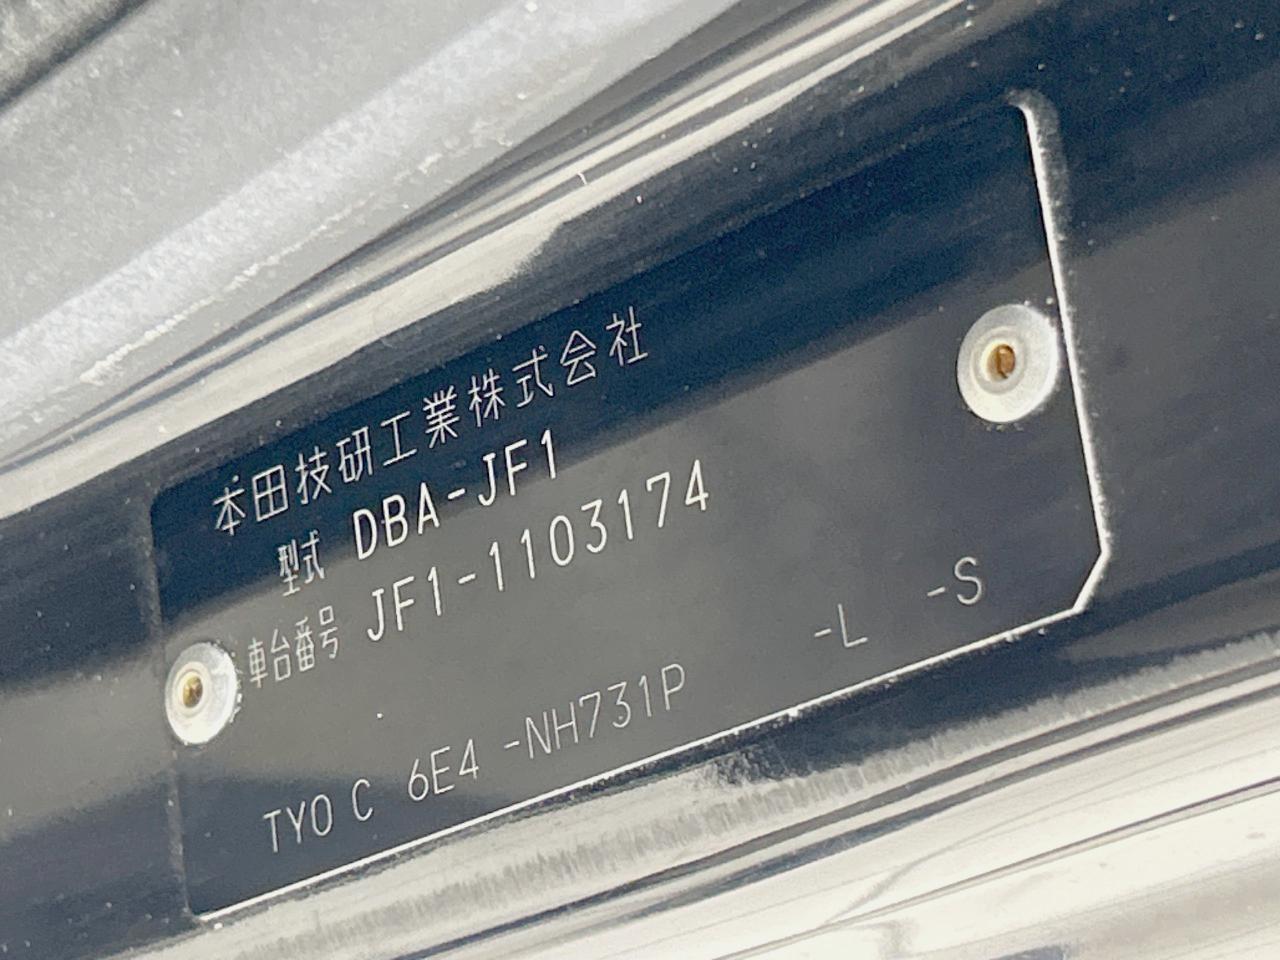 本田技研工業株式会社
型式 DBA-JF1
車台番号 JF1-1103174
TY0 C 6E4 -NH731P -L -S